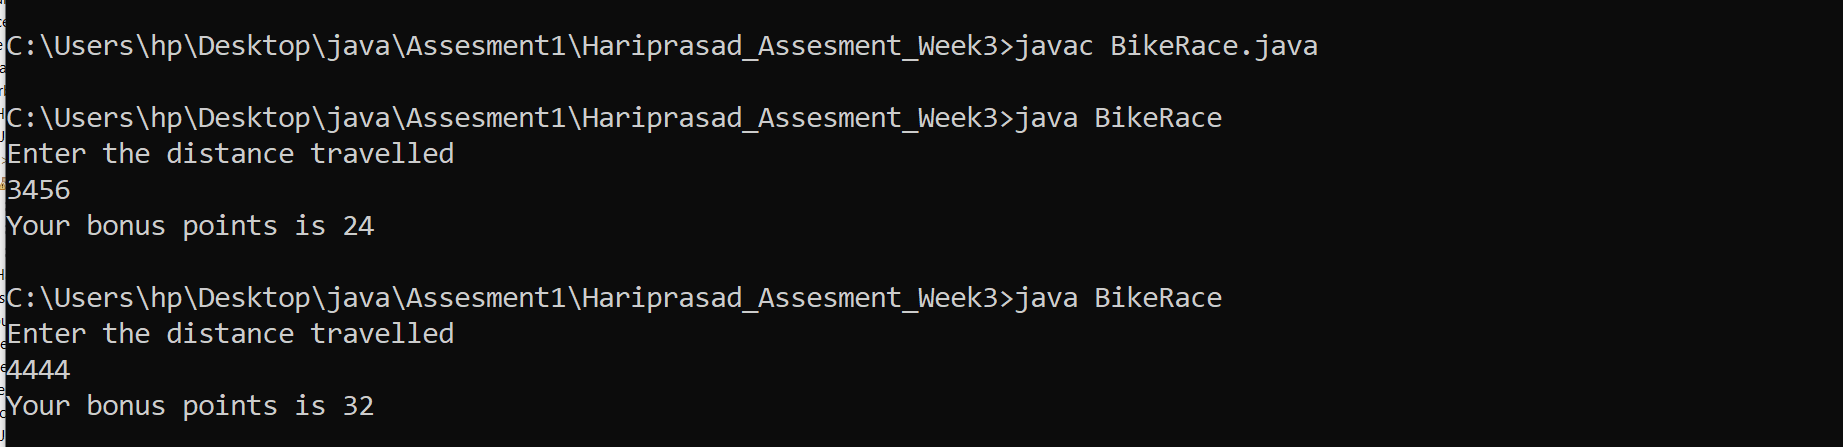 C:\Users\hp\Desktop\java\Assesment1\Hariprasad_Assesment_Week3>javac BikeRace.java
C:\Users\hp\Desktop\java\Assesment1\Hariprasad_Assesment_Week3>java BikeRace
Enter the distance travelled
3456
Your bonus points is 24
C:\Users\hp\Desktop\java\Assesment1\Hariprasad_Assesment_Week3>java BikeRace
Enter the distance travelled
4444
Your bonus points is 32